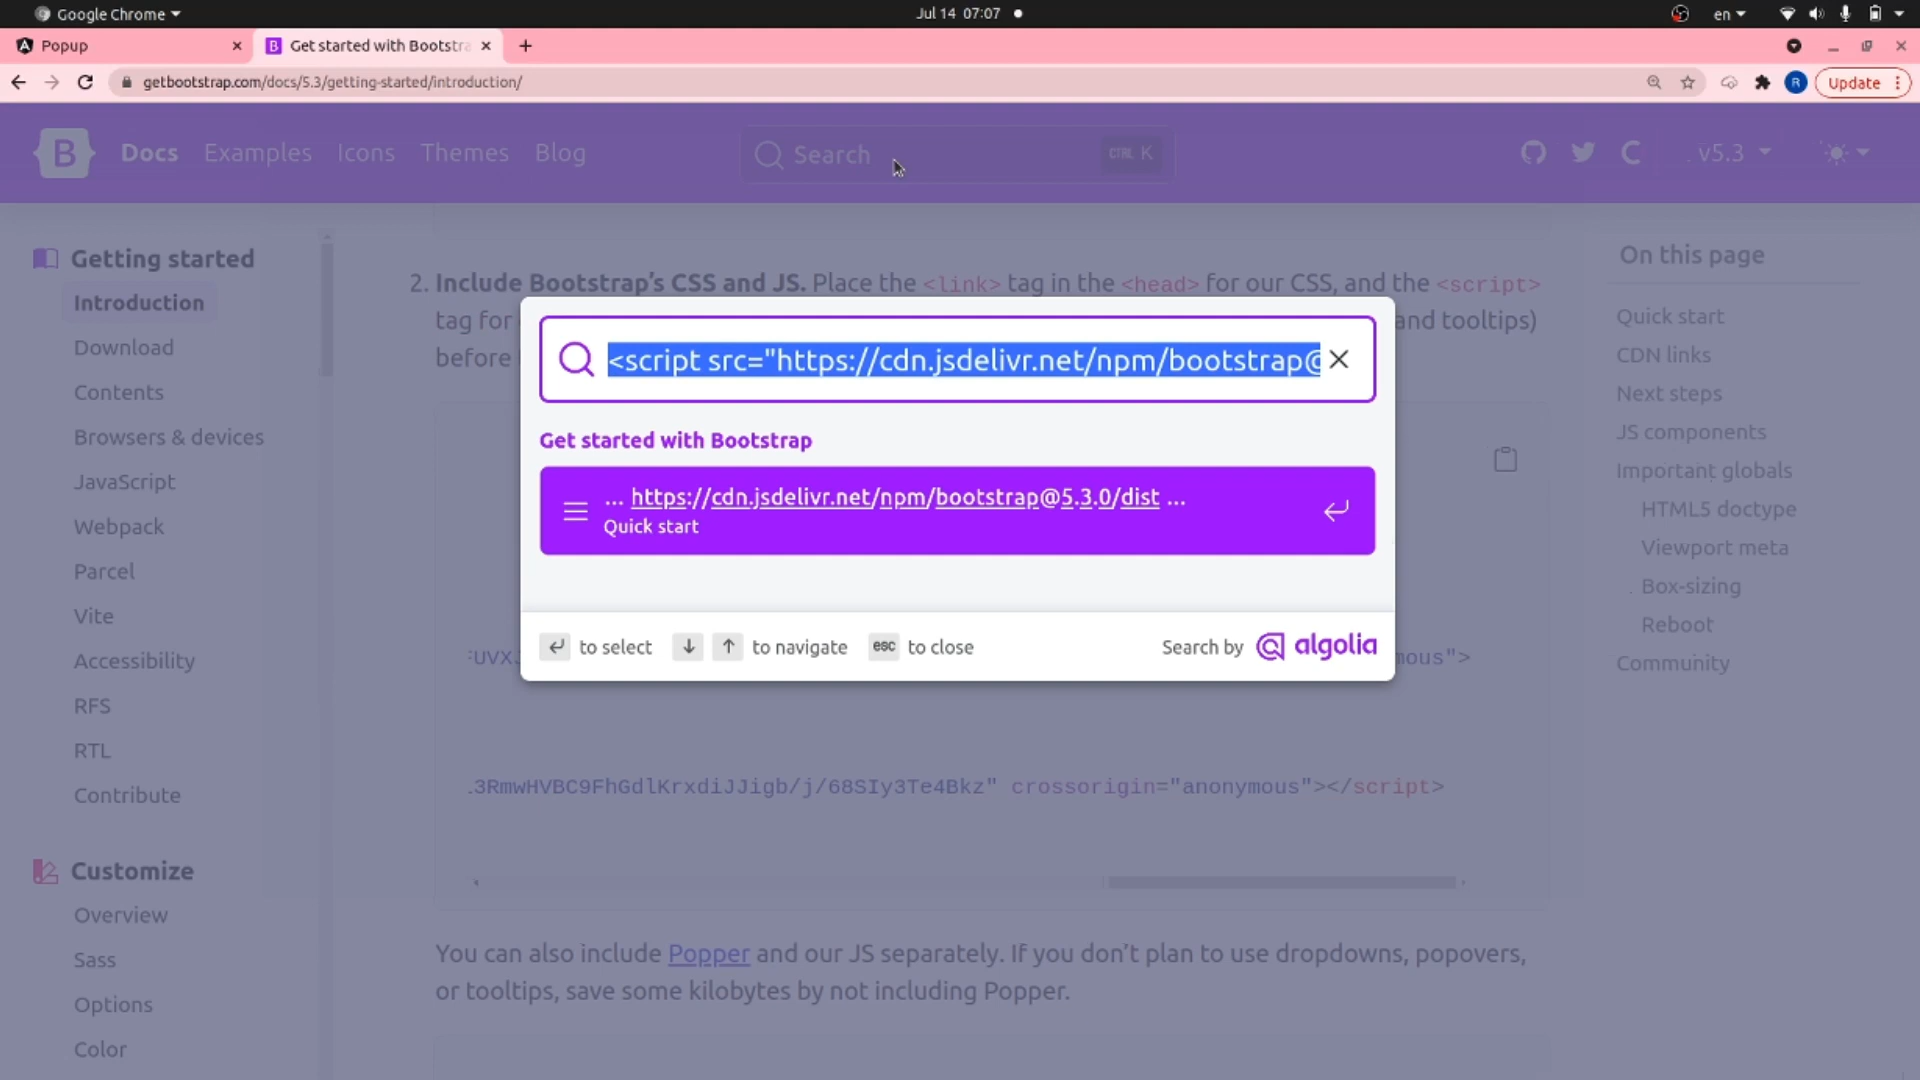 Google Chrome
Jul 14 07:07
en
Popup
Get started with Bootstra
getbootstrap.com/docs/5.3/getting-started/introduction/
R
Update
B
Docs
Examples
Icons
Themes
Blog
Search
CTRL K
v5.3
Getting started
Introduction
Download
Contents
Browsers & devices
JavaScript
Webpack
Parcel
Vite
Accessibility
RFS
RTL
Contribute
Customize
Overview
Sass
Options
Color
2. Include Bootstrap’s CSS and JS. Place the <link> tag in the <head> for our CSS, and the <script>
tag for
and tooltips)
before
<script src="https://cdn.jsdelivr.net/npm/bootstrap@
Get started with Bootstrap
... https://cdn.jsdelivr.net/npm/bootstrap@5.3.0/dist ...
Quick start
to select
to navigate
esc to close
Search by algolia
mous">
.3RmwHVBC9FhGdlKrxdiJJigb/j/68SIy3Te4Bkz" crossorigin="anonymous"></script>
You can also include Popper and our JS separately. If you don’t plan to use dropdowns, popovers,
or tooltips, save some kilobytes by not including Popper.
On this page
Quick start
CDN links
Next steps
JS components
Important globals
HTML5 doctype
Viewport meta
Box-sizing
Reboot
Community